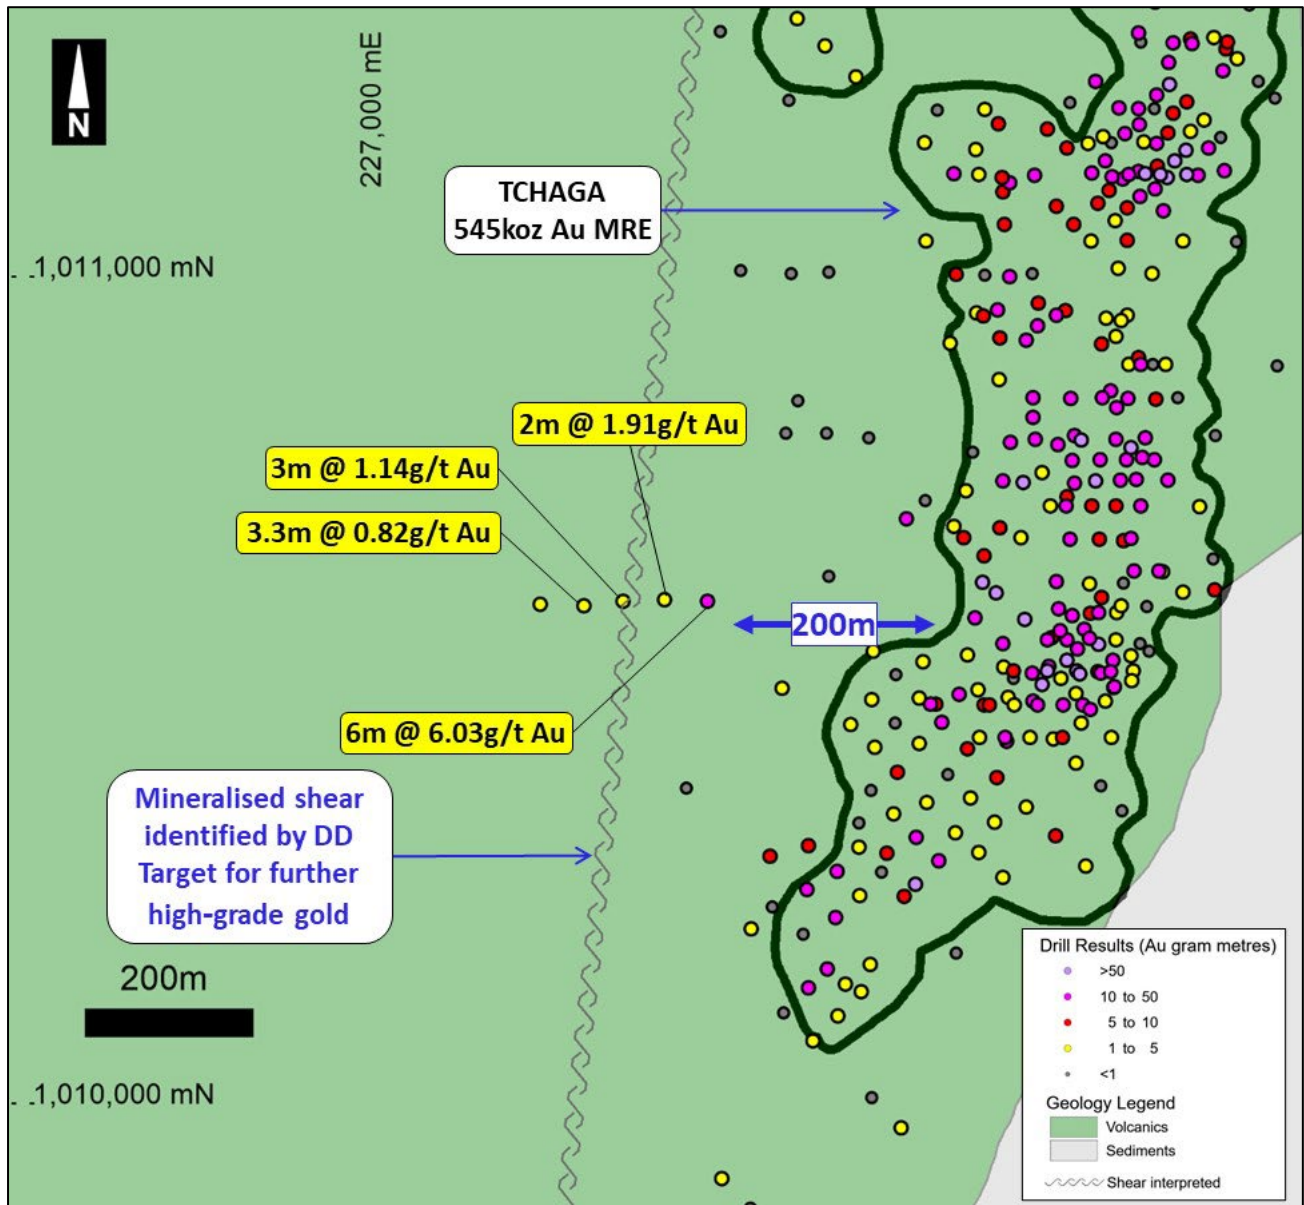 N
227,000 mE
TCHAGA
545koz Au MRE
1,011,000 mN
2m @ 1.91g/t Au
3m @ 1.14g/t Au
3.3m @ 0.82g/t Au
200m
6m @ 6.03g/t Au
Mineralised shear
identified by DD
Target for further
high-grade gold
200m
1,010,000 mN
Drill Results (Au gram metres)
>50
10 to 50
5 to 10
1 to 5
<1
Geology Legend
Volcanics
Sediments
Shear interpreted